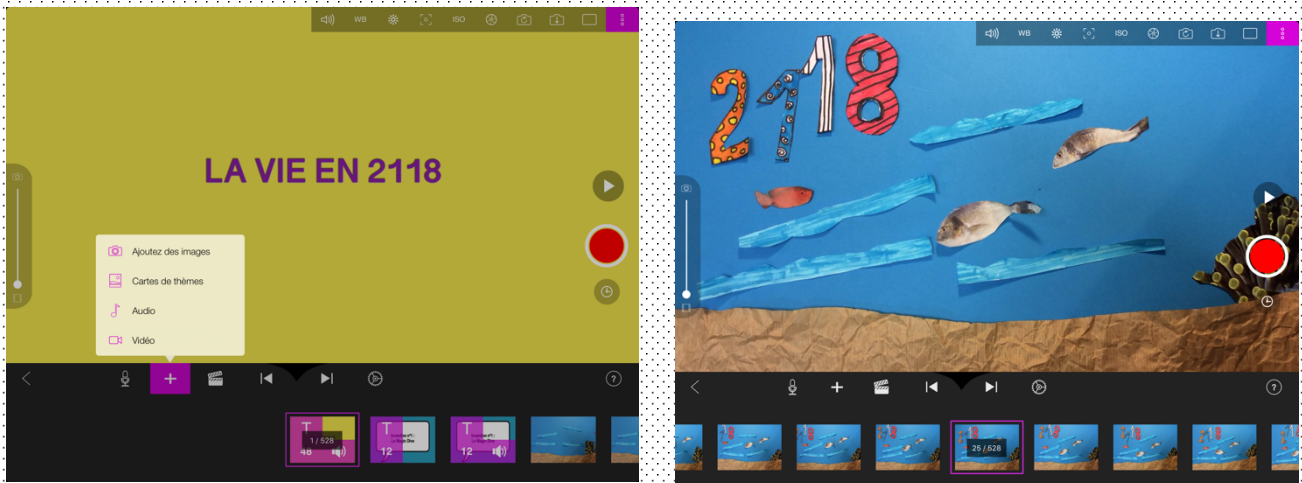 WB
ISO
LA VIE EN 2118
Ajoutez des images
Cartes de thèmes
Audio
Vidéo
?
T
1 / 528
48
T
12
T
12
WB
ISO
2118
?
25 / 528